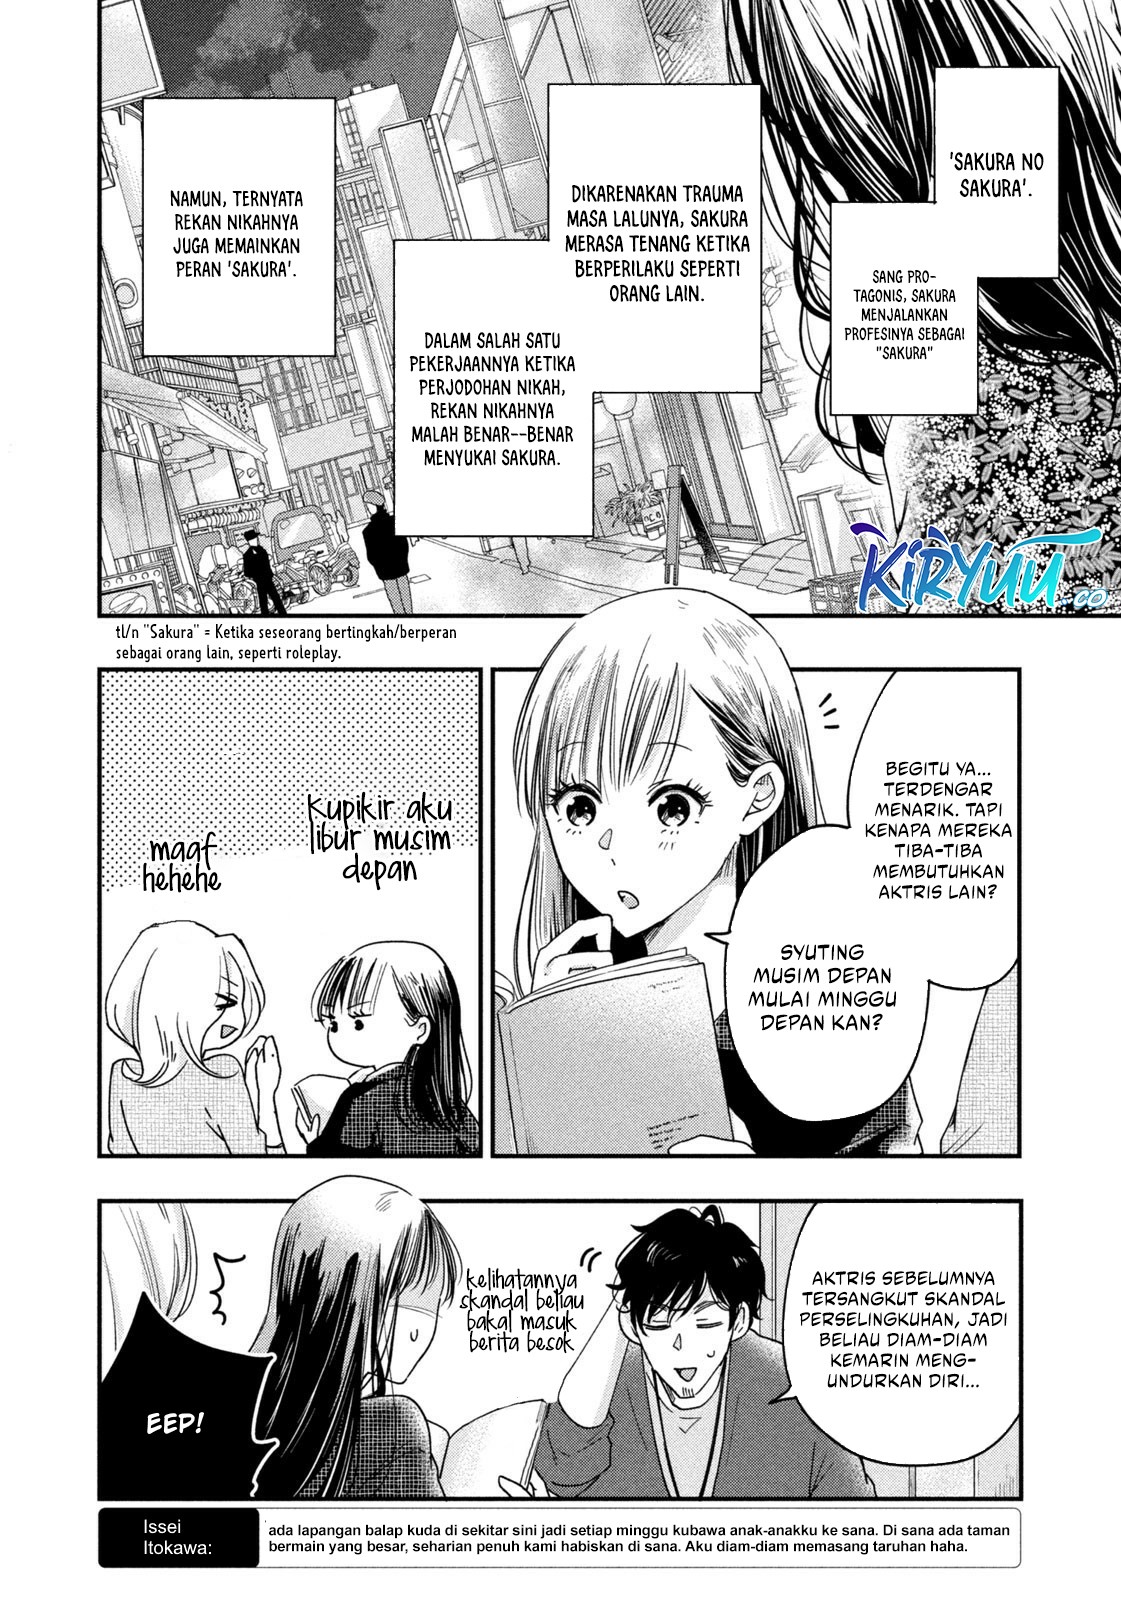 'SAKURA NO
SAKURA'.
SANG PRO-
TAGONIS, SAKURA
MENJALANKAN
PROFESINYA SEBAGAI
"SAKURA"
DIKARENAKAN TRAUMA
MASA LALUNYA, SAKURA
MERASA TENANG KETIKA
BERPERILAKU SEPERTI
ORANG LAIN.
DALAM SALAH SATU
PEKERJAANNYA KETIKA
PERJODOHAN NIKAH,
REKAN NIKAHNYA
MALAH BENAR--BENAR
MENYUKAI SAKURA.
NAMUN, TERNYATA
REKAN NIKAHNYA
JUGA MEMAINKAN
PERAN 'SAKURA'.
KIRYUU.CO
tl/n "Sakura" = Ketika seseorang bertingkah/berperan
sebagai orang lain, seperti roleplay.
BEGITU YA...
TERDENGAR
MENARIK. TAPI
KENAPA MEREKA
TIBA-TIBA
MEMBUTUHKAN
AKTRIS LAIN?
SYUTING
MUSIM DEPAN
MULAI MINGGU
DEPAN KAN?
Kupikir aku
libur musim
depan
maaf
hehehe
AKTRIS SEBELUMNYA
TERSANGKUT SKANDAL
PERSELINGKUHAN, JADI
BELIAU DIAM-DIAM
KEMARIN MENG-
UNDURKAN DIRI...
kelihatannya
skandal beliau
bakal masuk
berita besok
EEP!
Issei
Itokawa:
'ada lapangan balap kuda di sekitar sini jadi setiap minggu kubawa anak-anakku ke sana. Di sana ada taman
bermain yang besar, seharian penuh kami habiskan di sana. Aku diam-diam memasang taruhan haha.